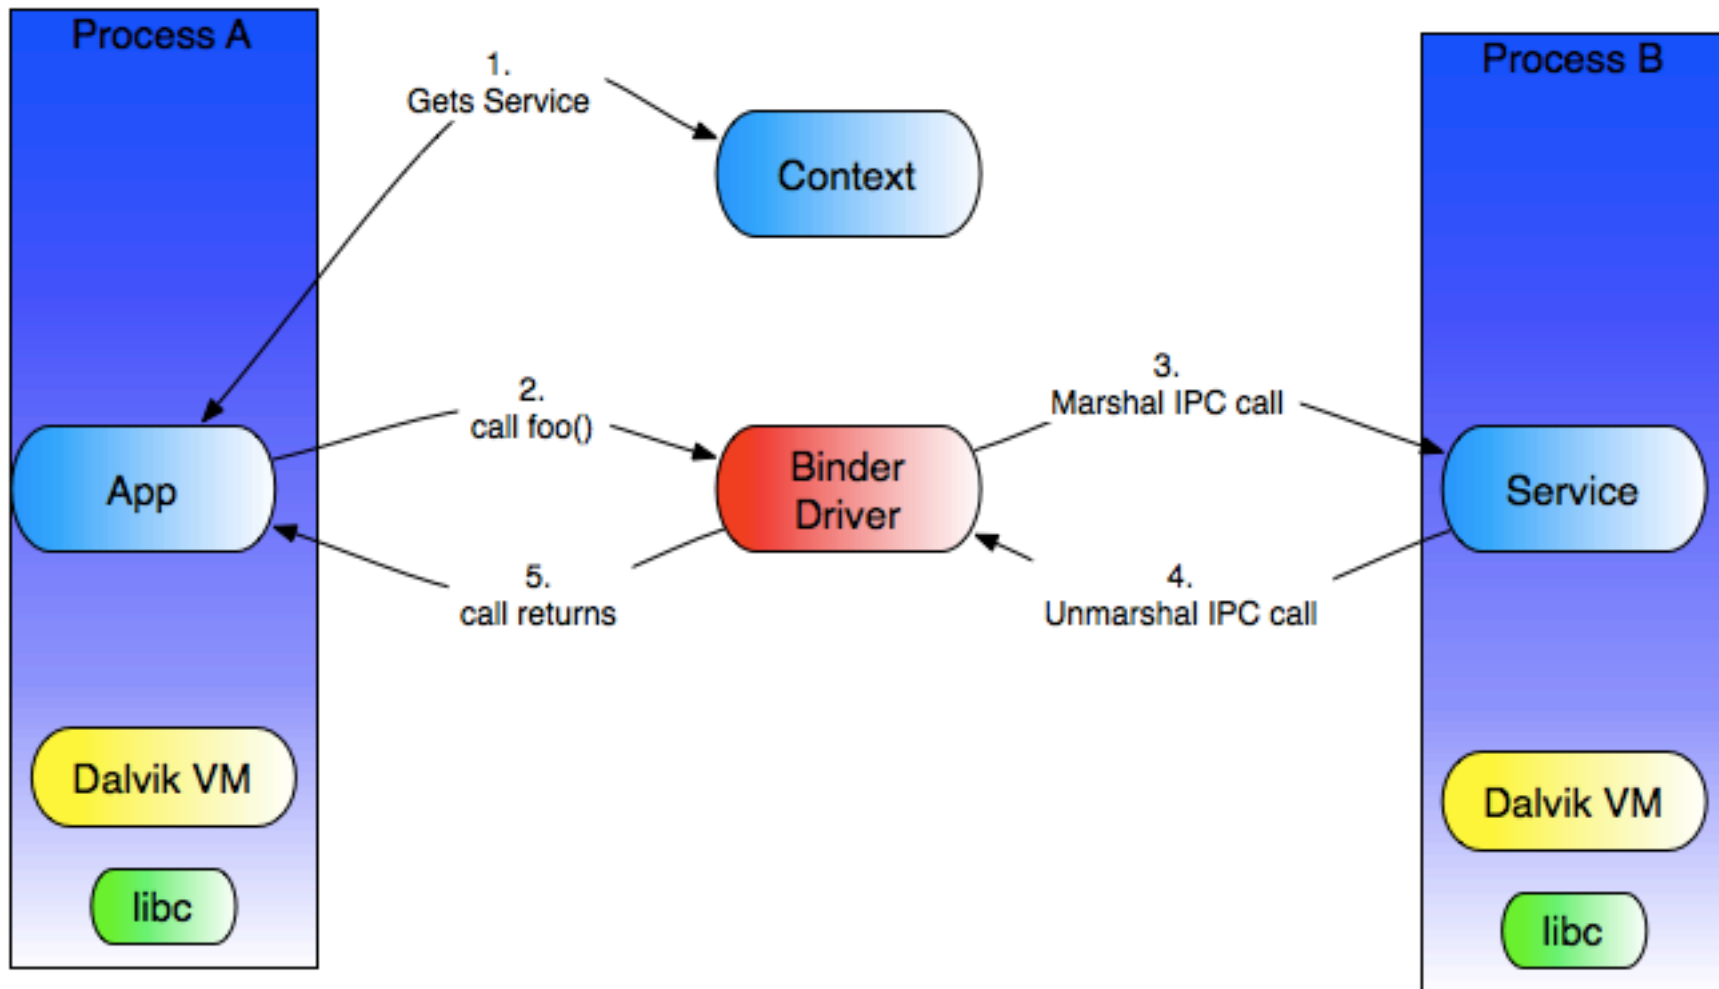 Process A
Process B
1.
Gets Service
Context
2.
call foo()
3.
Marshal IPC call
App
Binder
Driver
Service
5.
call returns
4.
Unmarshal IPC call
Dalvik VM
Dalvik VM
libc
libc